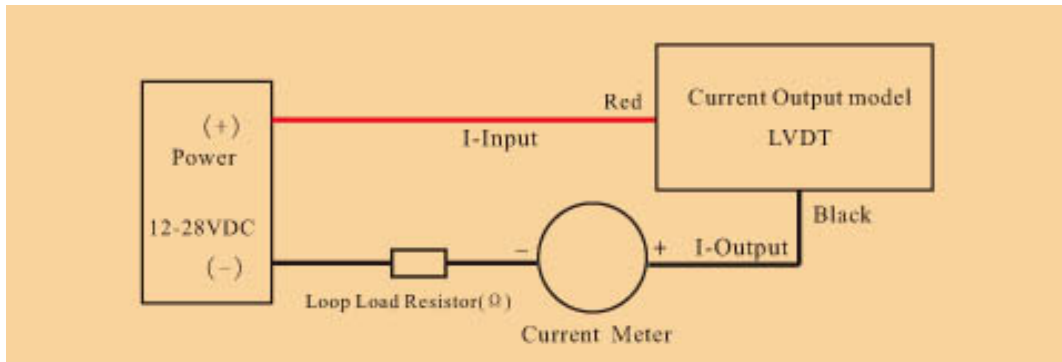 Red
Current Output model
LVDT
(+)
Power
12-28VDC
(-)
I-Input
Black
- + I-Output
Loop Load Resistor(Ω)
Current Meter